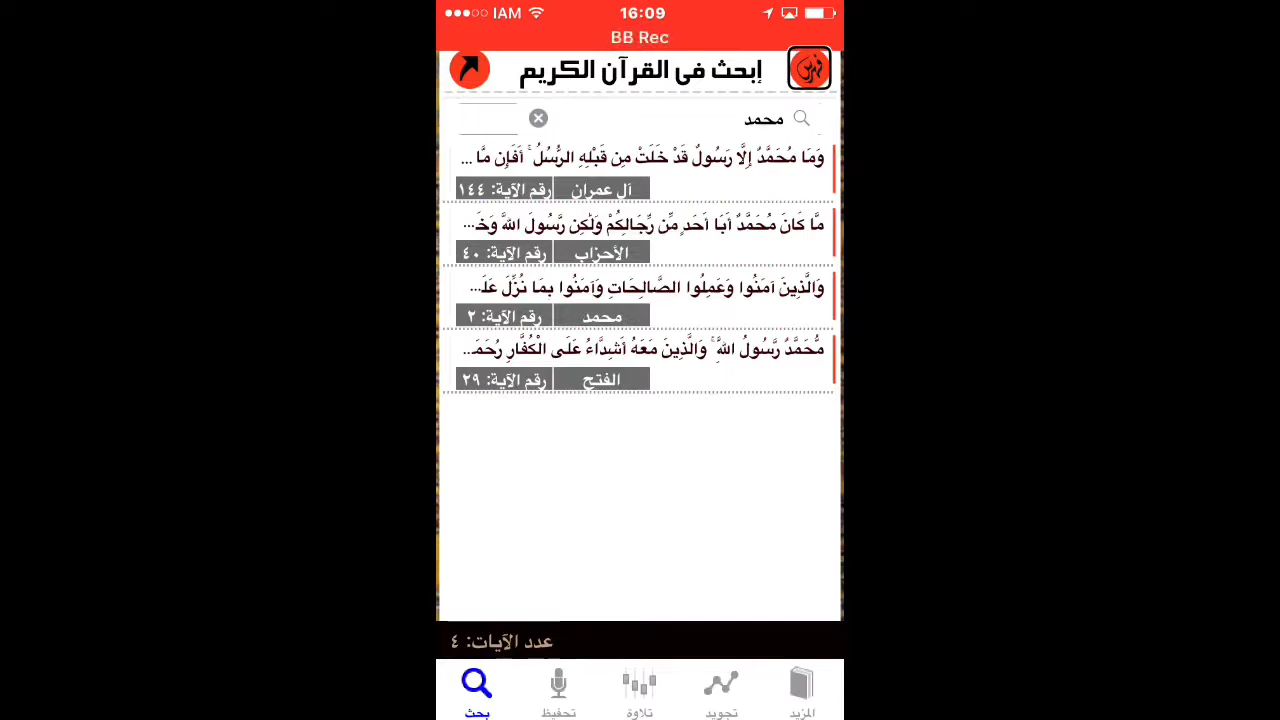 IAM 16:09
BB Rec
إبحث في القرآن الكريم
فهرس
محمد
وَمَا مُحَمَّدٌ إِلَّا رَسُولٌ قَدْ خَلَتْ مِن قَبْلِهِ الرُّسُلُ ۚ أَفَإِن مَّا ...
آل عمران رقم الآية: ١٤٤
مَّا كَانَ مُحَمَّدٌ أَبَا أَحَدٍ مِّن رِّجَالِكُمْ وَلَٰكِن رَّسُولَ اللَّهِ وَخَ...
الأحزاب رقم الآية: ٤٠
وَالَّذِينَ آمَنُوا وَعَمِلُوا الصَّالِحَاتِ وَآمَنُوا بِمَا نُزِّلَ عَلَ...
محمد رقم الآية: ٢
مُّحَمَّدٌ رَّسُولُ اللَّهِ ۚ وَالَّذِينَ مَعَهُ أَشِدَّاءُ عَلَى الْكُفَّارِ رُحَمَ...
الفتح رقم الآية: ٢٩
عدد الآيات: ٤
المزيد تجويد تلاوة تحفيظ بحث